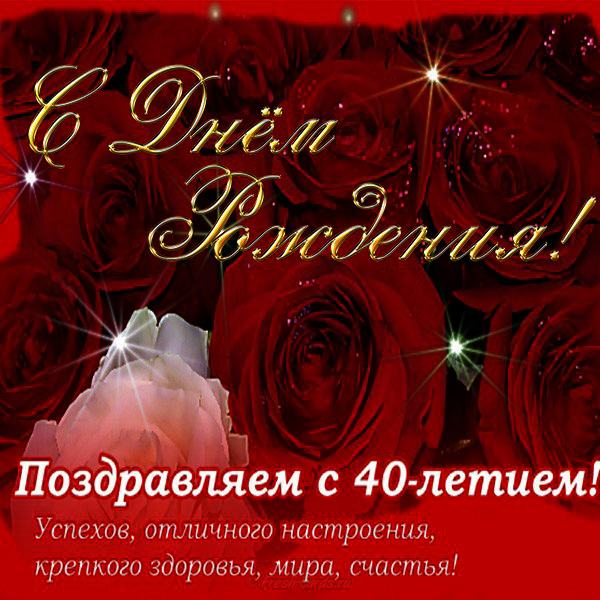 С Днём
Рождения!
Поздравляем с 40-летием!
Успехов, отличного настроения,
крепкого здоровья, мира, счастья!